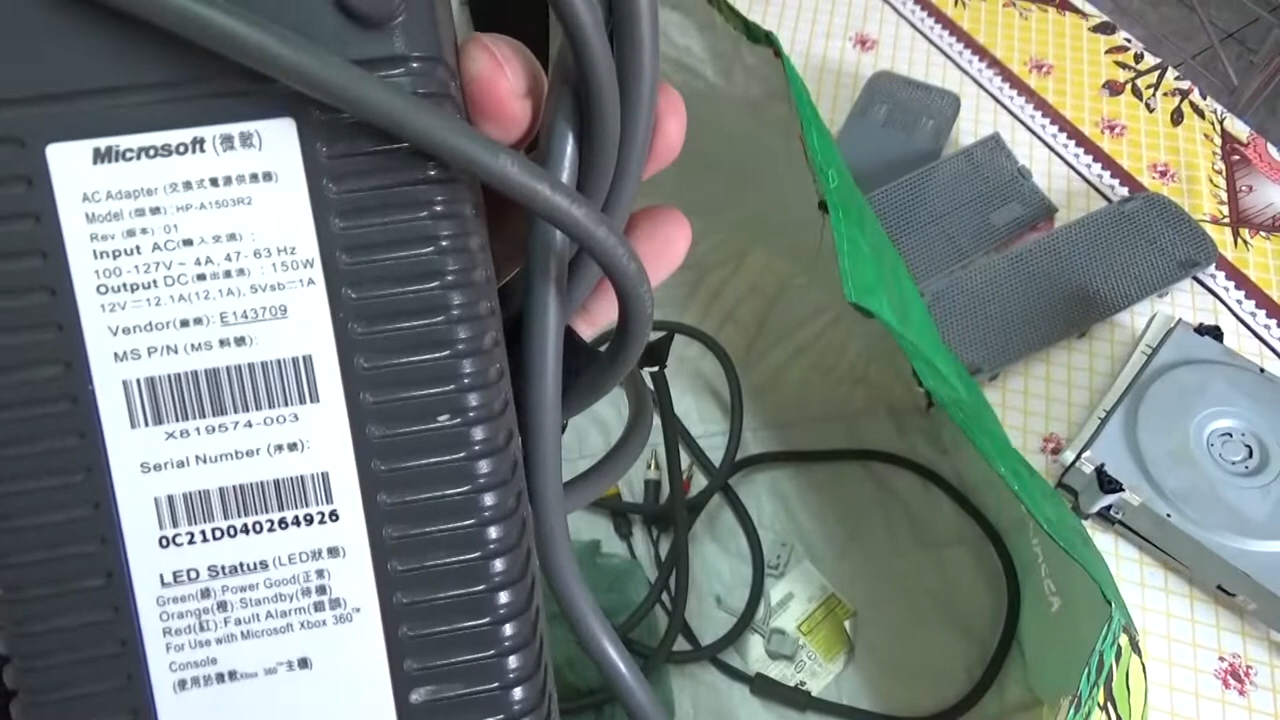 Microsoft (微軟)
AC Adapter (交換式電源供應器)
Model (型號): HP-A1503R2
Rev (版本): 01
Input AC(輸入交流) :
100-127V~ 4A, 47-63 Hz
Output DC(輸出直流) : 150W
12V⎓12.1A(12,1A), 5Vsb⎓1A
Vendor(廠商): E143709
MS P/N (MS 料號):
X819574-003
Serial Number (序號):
0C21D040264926
LED Status (LED狀態)
Green(綠):Power Good(正常)
Orange(橙):Standby(待機)
Red(紅):Fault Alarm(錯誤)
For Use with Microsoft Xbox 360™
Console
(使用於微軟Xbox 360™主機)